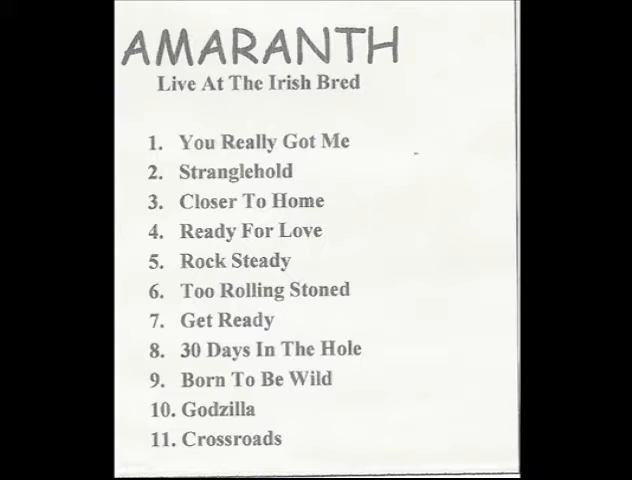 AMARANTH
Live At The Irish Bred
1. You Really Got Me
2. Stranglehold
3. Closer To Home
4. Ready For Love
5. Rock Steady
6. Too Rolling Stoned
7. Get Ready
8. 30 Days In The Hole
9. Born To Be Wild
10. Godzilla
11. Crossroads